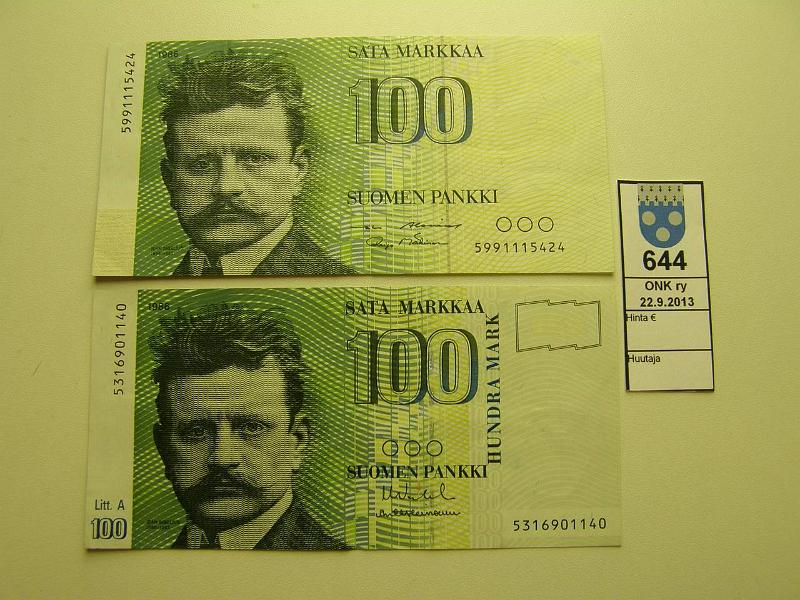 5991115424
1986
SATA MARKKAA
100
SUOMEN PANKKI
5991115424
5316901140
1986
SATA MARKKAA
100
HUNDRA MARK
SUOMEN PANKKI
Litt. A
100
5316901140
644
ONK ry
22.9.2013
Hinta €
Huutaja